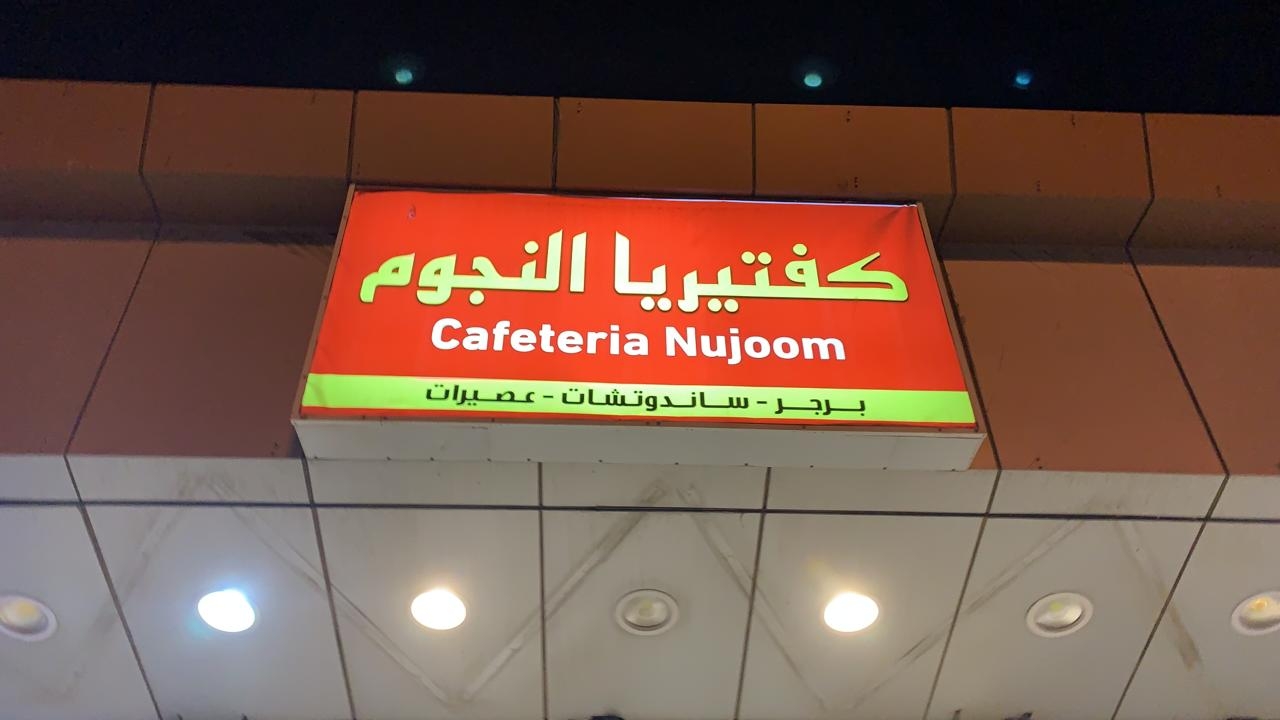 كفتيريا النجوم
Cafeteria Nujoom
برجر - ساندوتشات - عصيرات